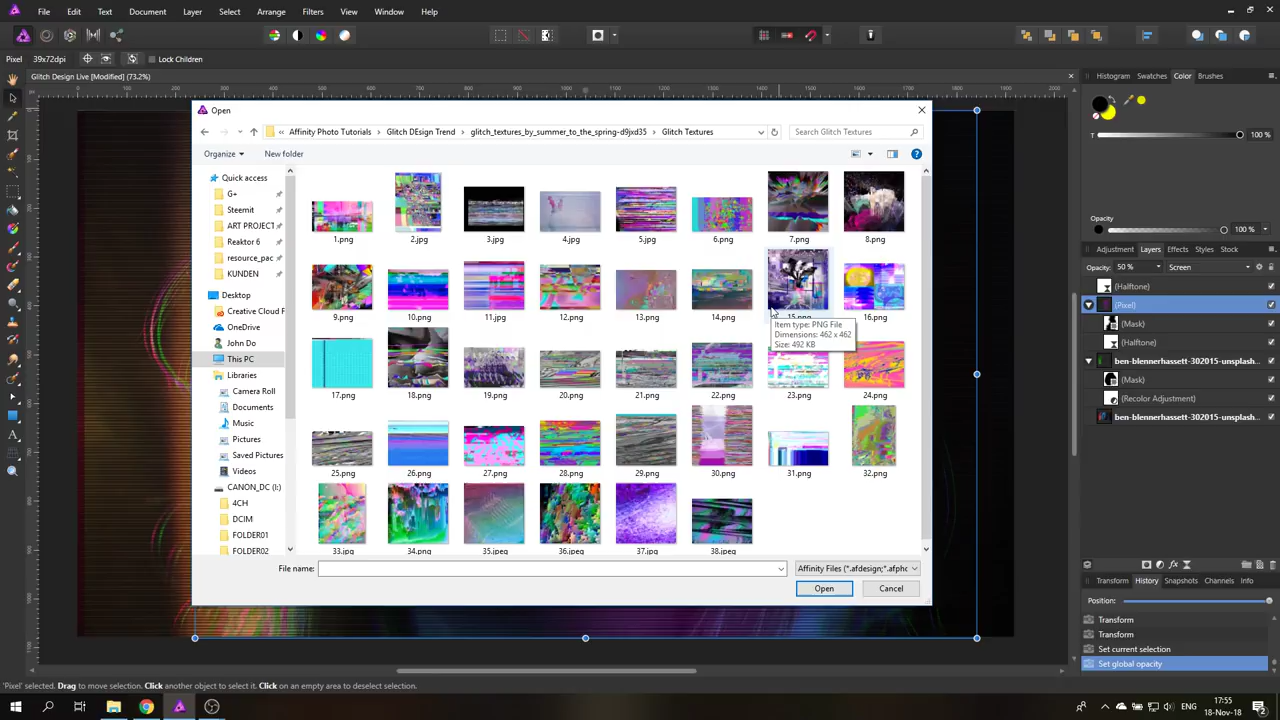 File Edit Text Document Layer Select Arrange Filters View Window Help
Pixel 39x72dpi Lock Children
Glitch Design Live [Modified] (73.2%)
Histogram Swatches Color Brushes
Open
« Affinity Photo Tutorials Glitch DEsign Trend glitch_textures_by_summer_to_the_spring-d9jxd35 Glitch Textures Search Glitch Textures
Organize New folder
Quick access
G+
Steemit
ART PROJECT
Reaktor 6
resource_pac
KUNDEN
Desktop
Creative Cloud F
OneDrive
John Do
This PC
Libraries
Camera Roll
Documents
Music
Pictures
Saved Pictures
Videos
CANON_DC (I:)
4CH
DCIM
FOLDER01
FOLDER02
1.png 2.jpg 3.jpg 4.jpg 5.jpg 6.png 7.png 8.png
9.png 10.png 11.jpg 12.png 13.png 14.png 15.png 16.png
Item type: PNG File
Dimensions: 462 x 462
Size: 492 KB
17.png 18.png 19.png 20.png 21.png 22.png 23.png 24.png
25.png 26.png 27.png 28.png 29.png 30.png 31.png 32.png
33.jpg 34.png 35.jpeg 36.jpeg 37.jpg 38.jpeg
File name: Affinity Files (*.afdesign;*.afphc
Open Cancel
T 100 %
Opacity
100 %
Adjustment Layers Effects Styles Stock
Opacity: 50 % Screen
(Halftone)
(Pixel)
(Mask)
(Halftone)
ben-blennerhassett-302015-unsplash...
(Mask)
(Recolor Adjustment)
ben-blennerhassett-302015-unsplash...
Transform History Snapshots Channels Info
Position:
Transform
Transform
Set current selection
Set global opacity
'Pixel' selected. Drag to move selection. Click another object to select it. Click on an empty area to deselect selection.
17:55
18-Nov-18